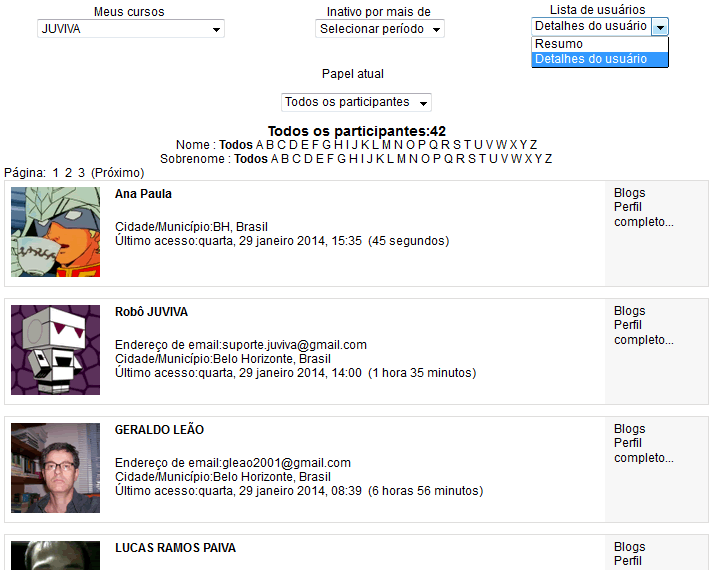 Meus cursos
JUVIVA
Inativo por mais de
Selecionar período
Lista de usuários
Detalhes do usuário
Resumo
Detalhes do usuário
Papel atual
Todos os participantes
Todos os participantes:42
Nome : Todos A B C D E F G H I J K L M N O P Q R S T U V W X Y Z
Sobrenome : Todos A B C D E F G H I J K L M N O P Q R S T U V W X Y Z
Página: 1 2 3 (Próximo)
Ana Paula
Cidade/Município:BH, Brasil
Último acesso:quarta, 29 janeiro 2014, 15:35 (45 segundos)
Blogs
Perfil
completo...
Robô JUVIVA
Endereço de email:suporte.juviva@gmail.com
Cidade/Município:Belo Horizonte, Brasil
Último acesso:quarta, 29 janeiro 2014, 14:00 (1 hora 35 minutos)
Blogs
Perfil
completo...
GERALDO LEÃO
Endereço de email:gleao2001@gmail.com
Cidade/Município:Belo Horizonte, Brasil
Último acesso:quarta, 29 janeiro 2014, 08:39 (6 horas 56 minutos)
Blogs
Perfil
completo...
LUCAS RAMOS PAIVA
Blogs
Perfil